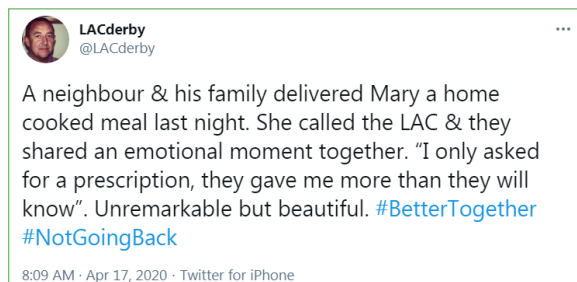 LACderby
@LACderby
A neighbour & his family delivered Mary a home
cooked meal last night. She called the LAC & they
shared an emotional moment together. “I only asked
for a prescription, they gave me more than they will
know”. Unremarkable but beautiful. #BetterTogether
#NotGoingBack
8:09 AM · Apr 17, 2020 · Twitter for iPhone